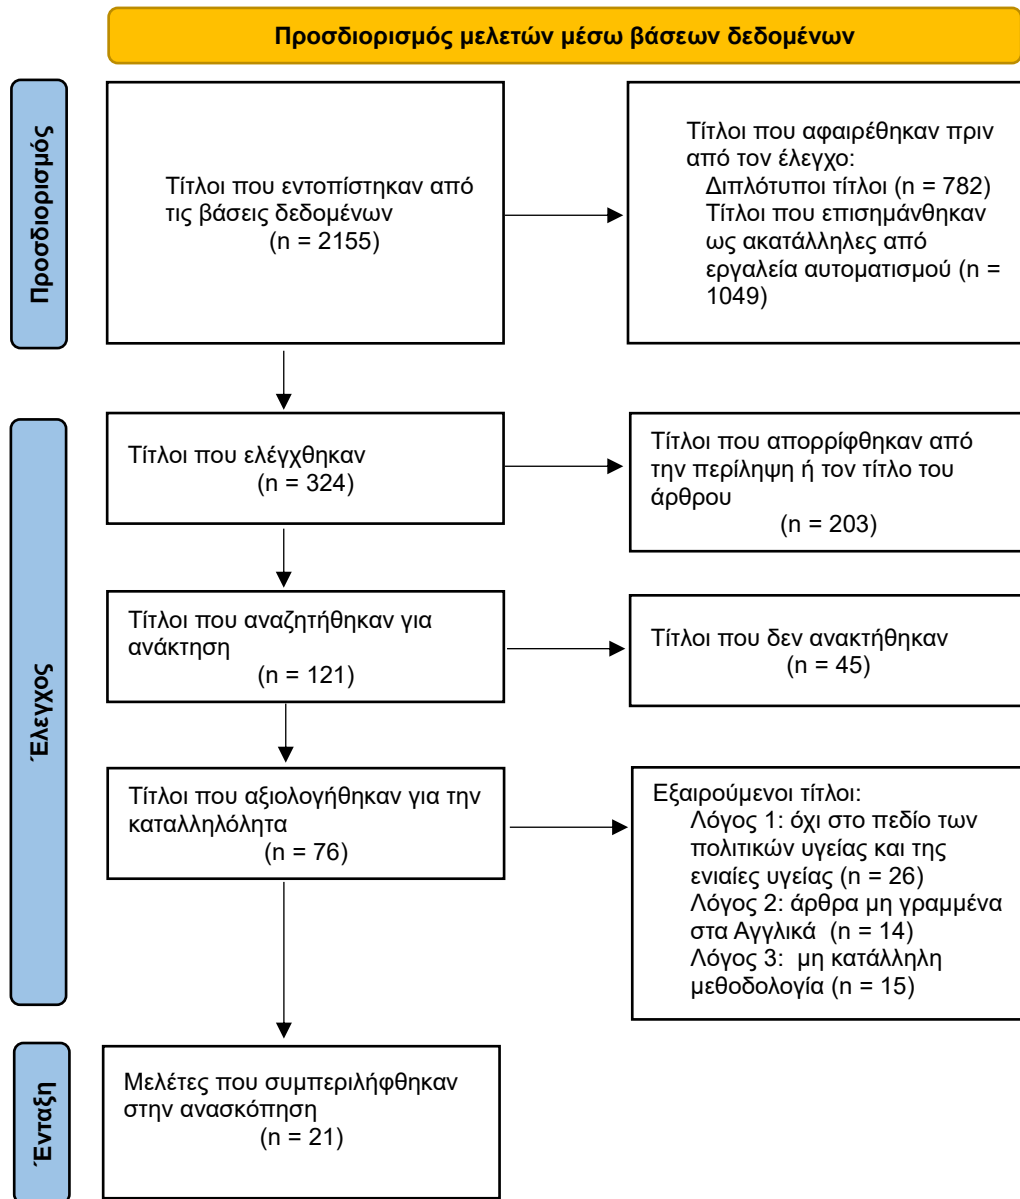 Προσδιορισμός μελετών μέσω βάσεων δεδομένων
Προσδιορισμός
Τίτλοι που εντοπίστηκαν από
τις βάσεις δεδομένων
(n = 2155)
Τίτλοι που αφαιρέθηκαν πριν
από τον έλεγχο:
Διπλότυποι τίτλοι (n = 782)
Τίτλοι που επισημάνθηκαν
ως ακατάλληλες από
εργαλεία αυτοματισμού (n =
1049)
Έλεγχος
Τίτλοι που ελέγχθηκαν
(n = 324)
Τίτλοι που απορρίφθηκαν από
την περίληψη ή τον τίτλο του
άρθρου
(n = 203)
Τίτλοι που αναζητήθηκαν για
ανάκτηση
(n = 121)
Τίτλοι που δεν ανακτήθηκαν
(n = 45)
Τίτλοι που αξιολογήθηκαν για την
καταλληλόλητα
(n = 76)
Εξαιρούμενοι τίτλοι:
Λόγος 1: όχι στο πεδίο των
πολιτικών υγείας και της
ενιαίες υγείας (n = 26)
Λόγος 2: άρθρα μη γραμμένα
στα Αγγλικά (n = 14)
Λόγος 3: μη κατάλληλη
μεθοδολογία (n = 15)
Ένταξη
Μελέτες που συμπεριλήφθηκαν
στην ανασκόπηση
(n = 21)